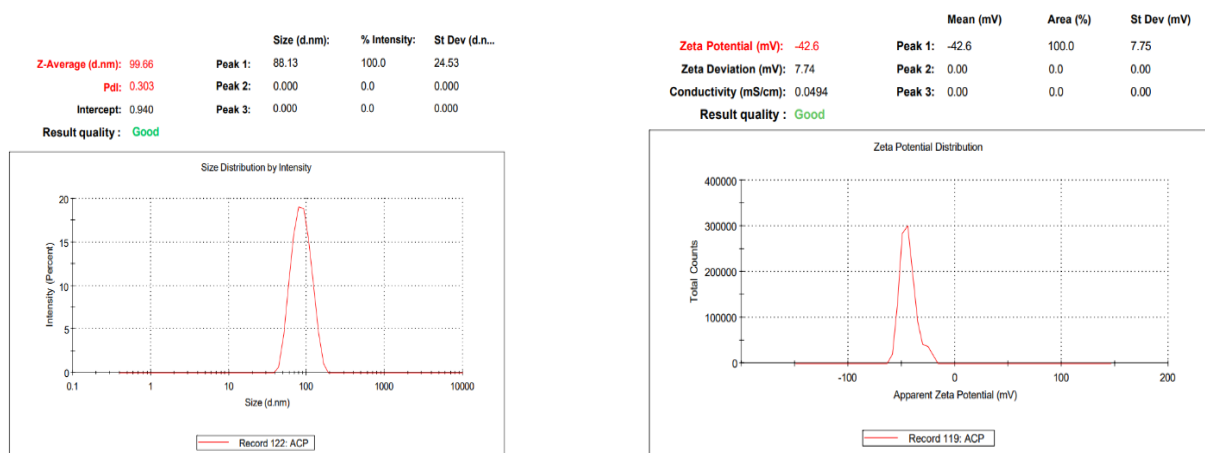 Size (d.nm): % Intensity: St Dev (d.n...
Z-Average (d.nm): 99.66 Peak 1: 88.13 100.0 24.53
PdI: 0.303 Peak 2: 0.000 0.0 0.000
Intercept: 0.940 Peak 3: 0.000 0.0 0.000
Result quality : Good
Size Distribution by Intensity
Intensity (Percent)
20
15
10
5
0
0.1 1 10 100 1000 10000
Size (d.nm)
Record 122: ACP
Mean (mV) Area (%) St Dev (mV)
Zeta Potential (mV): -42.6 Peak 1: -42.6 100.0 7.75
Zeta Deviation (mV): 7.74 Peak 2: 0.00 0.0 0.00
Conductivity (mS/cm): 0.0494 Peak 3: 0.00 0.0 0.00
Result quality : Good
Zeta Potential Distribution
Total Counts
400000
300000
200000
100000
0
-100 0 100 200
Apparent Zeta Potential (mV)
Record 119: ACP